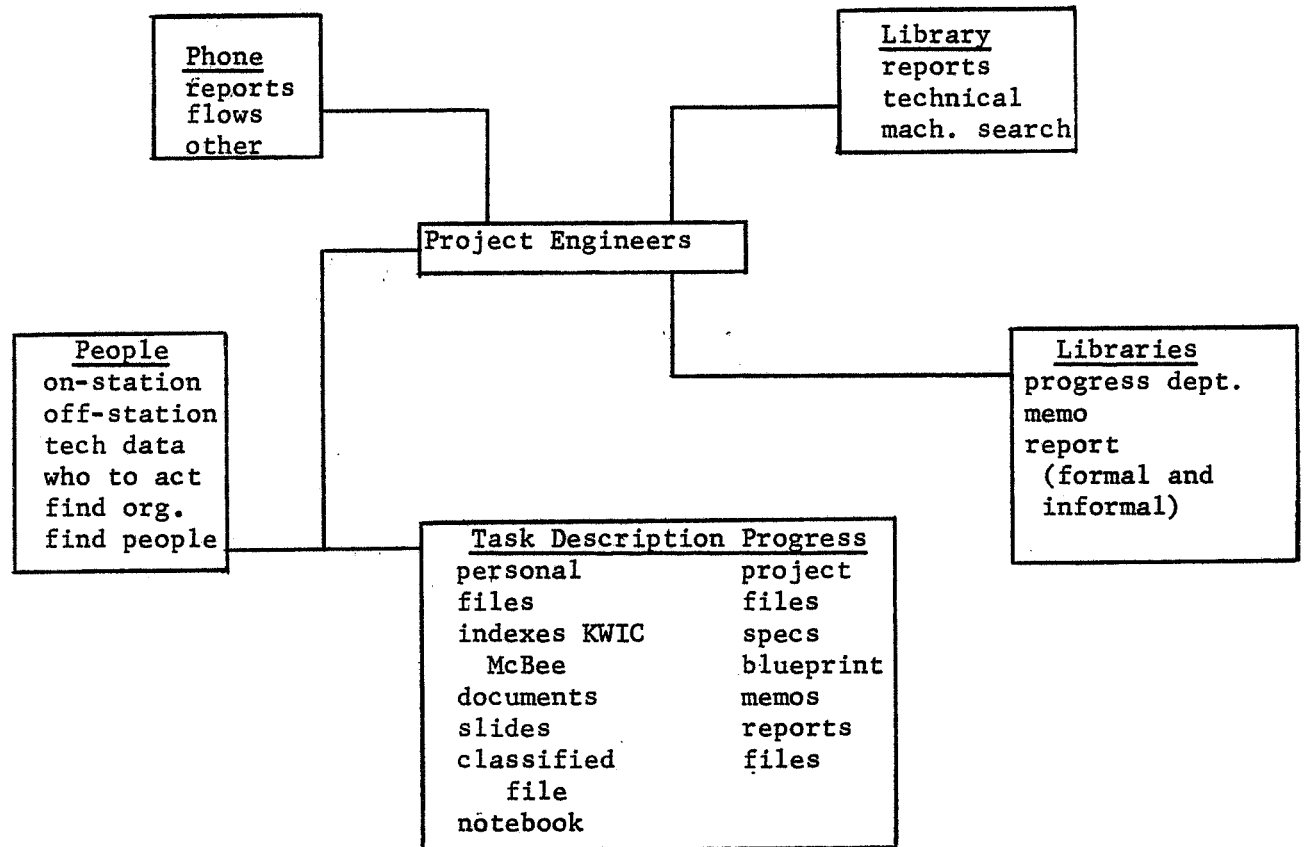 Phone
reports
flows
other
Library
reports
technical
mach. search
Project Engineers
People
on-station
off-station
tech data
who to act
find org.
find people
Libraries
progress dept.
memo
report
(formal and
informal)
Task Description Progress
personal project
files files
indexes KWIC specs
McBee blueprint
documents memos
slides reports
classified files
file
notebook